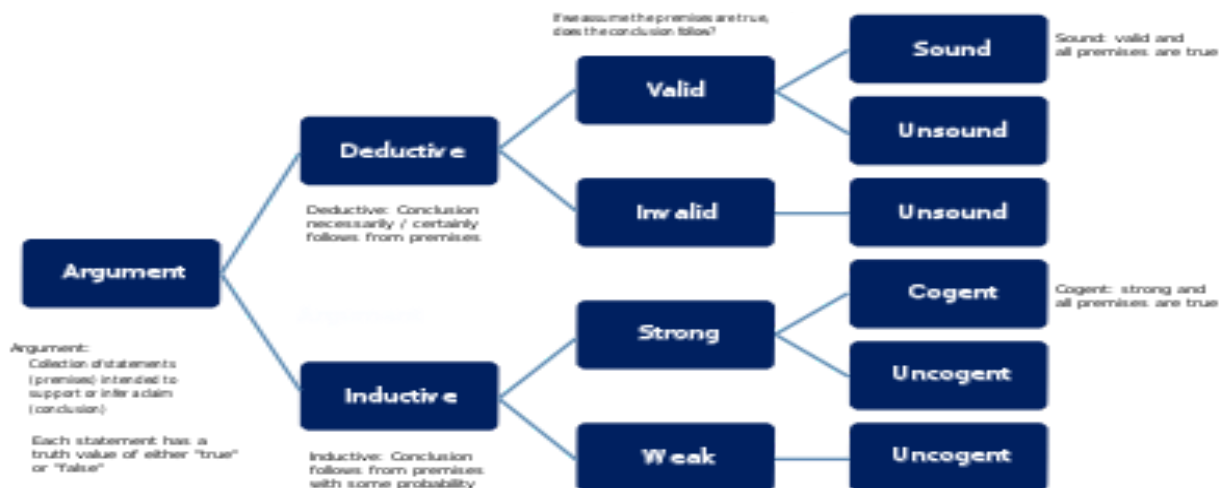 If we assume the premises are true,
does the conclusion follow?
Sound
Sound: valid and
all premises are true
Valid
Unsound
Deductive
Invalid
Unsound
Deductive: Conclusion
necessarily / certainly
follows from premises
Argument
Cogent
Cogent: strong and
all premises are true
Strong
Argument:
Collection of statements
(premises) intended to
support or infer a claim
(conclusion)
Uncogent
Inductive
Each statement has a
truth value of either "true"
or "false"
Weak
Uncogent
Inductive: Conclusion
follows from premises
with some probability